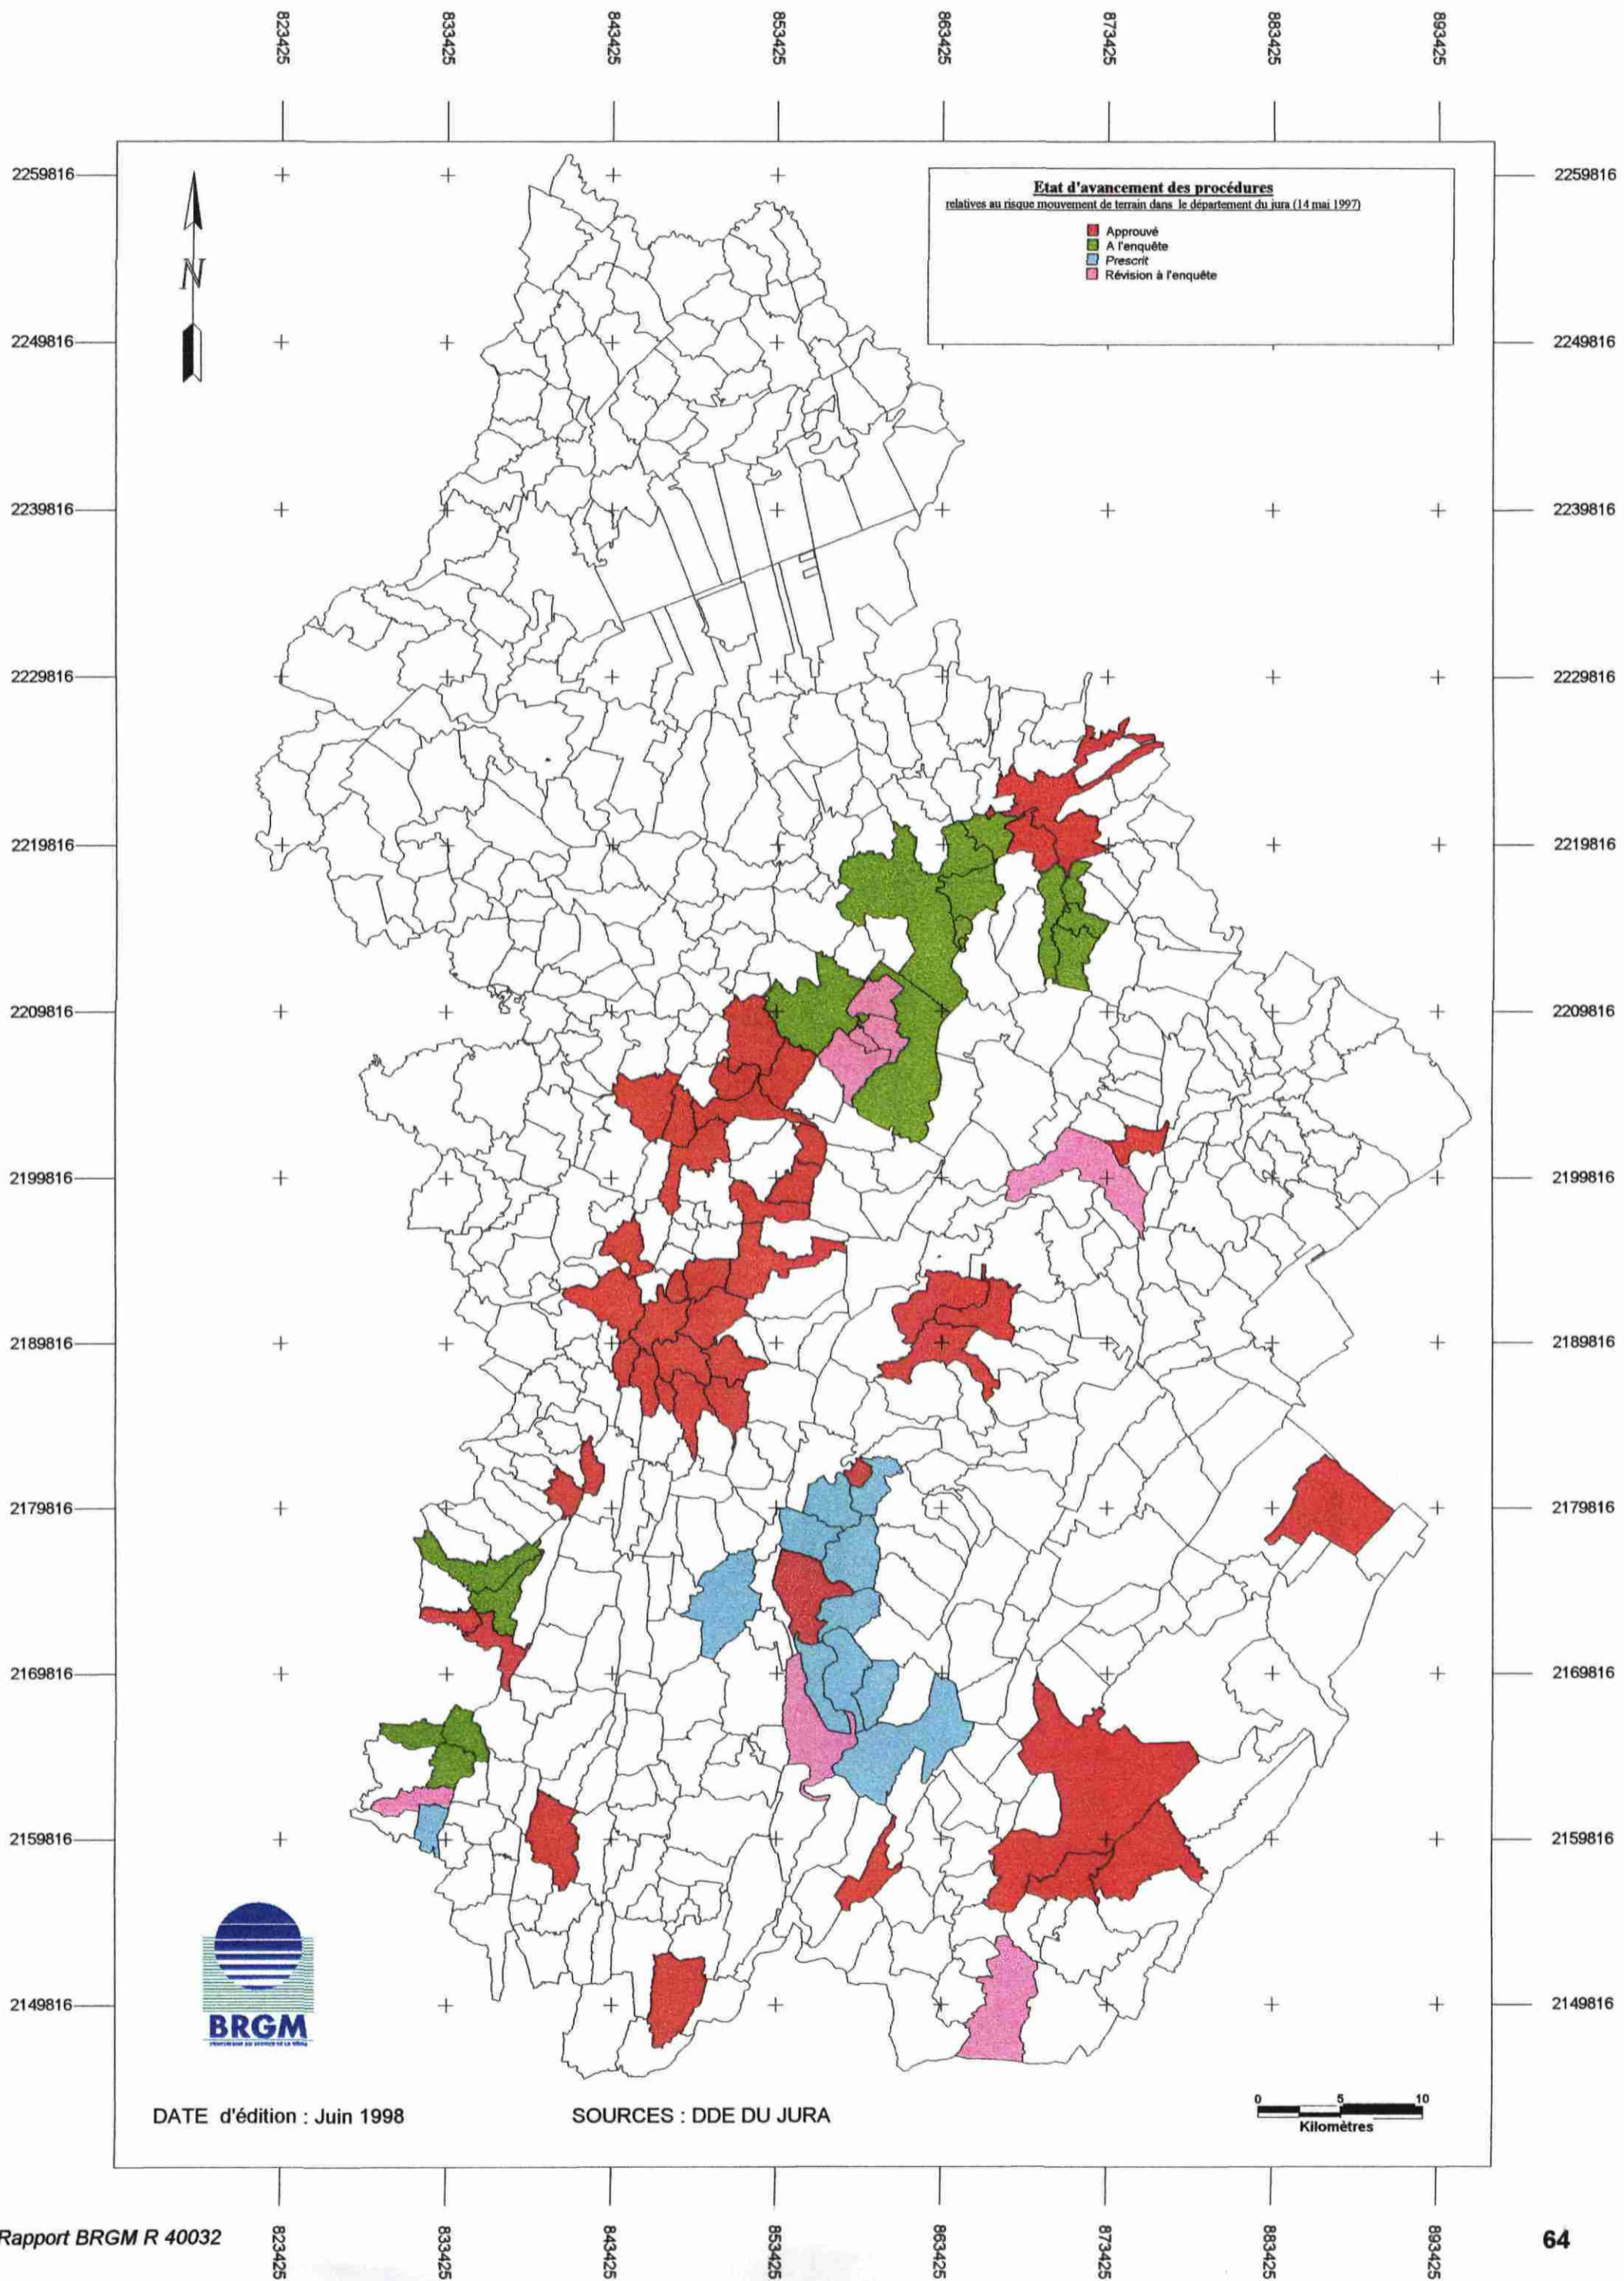 823425 833425 843425 853425 863425 873425 883425 893425
Etat d'avancement des procédures
relatives au risque mouvement de terrain dans le département du jura (14 mai 1997)
Approuvé
A l'enquête
Prescrit
Révision à l'enquête
N
2259816 2259816
2249816 2249816
2239816 2239816
2229816 2229816
2219816 2219816
2209816 2209816
2199816 2199816
2189816 2189816
2179816 2179816
2169816 2169816
2159816 2159816
2149816 2149816
BRGM
DATE d'édition : Juin 1998
SOURCES : DDE DU JURA
0 5 10
Kilomètres
823425 833425 843425 853425 863425 873425 883425 893425
Rapport BRGM R 40032
64